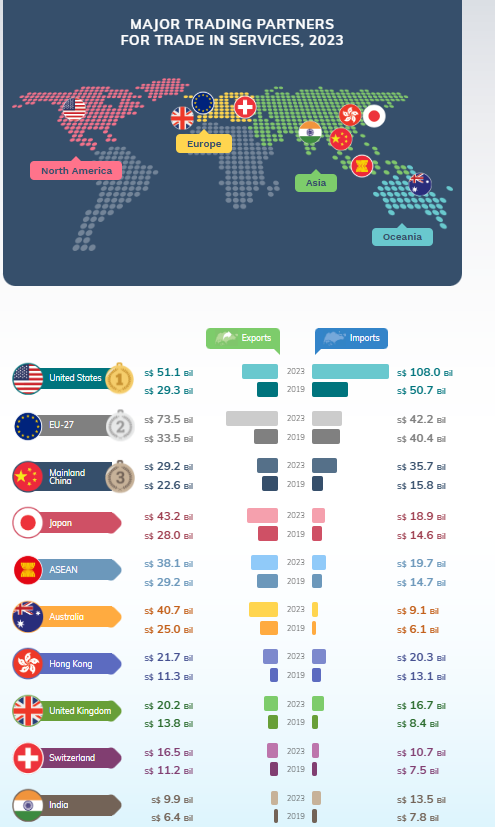 MAJOR TRADING PARTNERS
FOR TRADE IN SERVICES, 2023
Europe
North America
Asia
Oceania
Exports
Imports
United States 1 S$ 51.1 Bil 2023 S$ 108.0 Bil
S$ 29.3 Bil 2019 S$ 50.7 Bil
EU-27 2 S$ 73.5 Bil 2023 S$ 42.2 Bil
S$ 33.5 Bil 2019 S$ 40.4 Bil
Mainland
China 3 S$ 29.2 Bil 2023 S$ 35.7 Bil
S$ 22.6 Bil 2019 S$ 15.8 Bil
Japan S$ 43.2 Bil 2023 S$ 18.9 Bil
S$ 28.0 Bil 2019 S$ 14.6 Bil
ASEAN S$ 38.1 Bil 2023 S$ 19.7 Bil
S$ 29.2 Bil 2019 S$ 14.7 Bil
Australia S$ 40.7 Bil 2023 S$ 9.1 Bil
S$ 25.0 Bil 2019 S$ 6.1 Bil
Hong Kong S$ 21.7 Bil 2023 S$ 20.3 Bil
S$ 11.3 Bil 2019 S$ 13.1 Bil
United Kingdom S$ 20.2 Bil 2023 S$ 16.7 Bil
S$ 13.8 Bil 2019 S$ 8.4 Bil
Switzerland S$ 16.5 Bil 2023 S$ 10.7 Bil
S$ 11.2 Bil 2019 S$ 7.5 Bil
India S$ 9.9 Bil 2023 S$ 13.5 Bil
S$ 6.4 Bil 2019 S$ 7.8 Bil